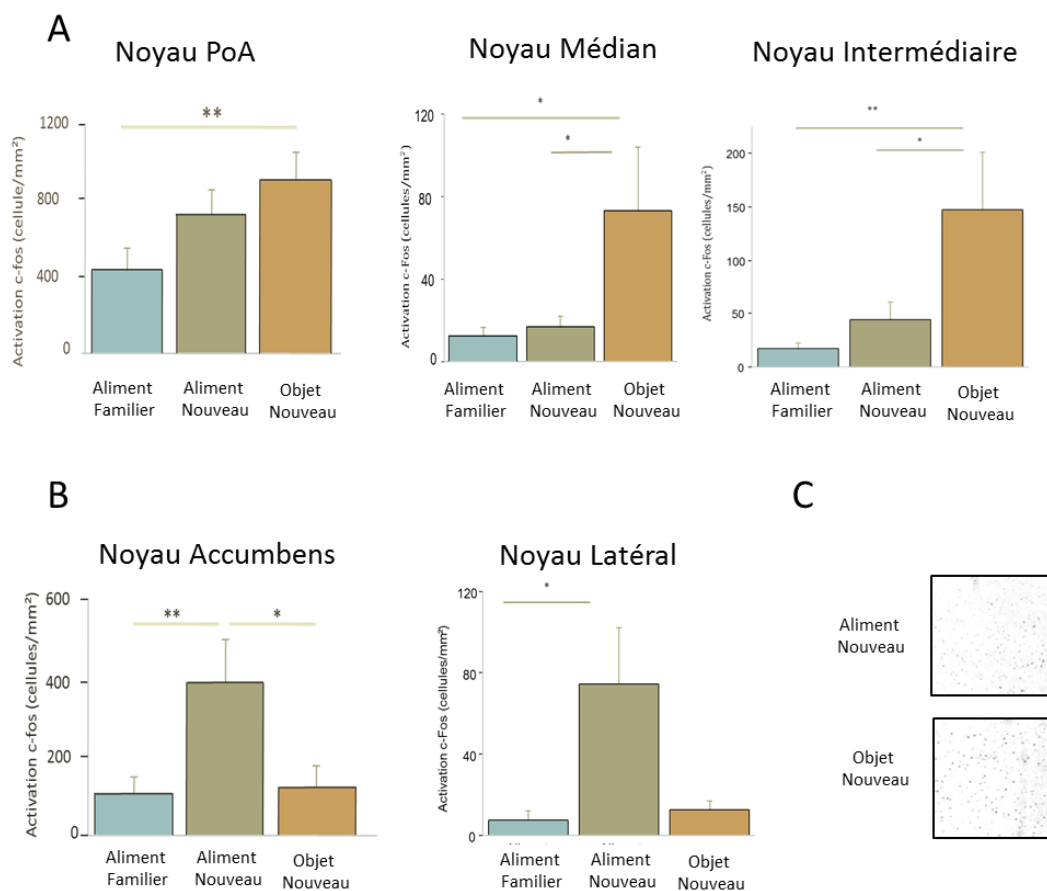 A
Noyau PoA
Activation c-fos (cellule/mm²)
1200
800
400
0
**
Aliment
Familier
Aliment
Nouveau
Objet
Nouveau
Noyau Médian
Activation c-Fos (cellules/mm²)
120
80
40
0
*
*
Aliment
Familier
Aliment
Nouveau
Objet
Nouveau
Noyau Intermédiaire
Activation c-Fos (cellules/mm²)
200
150
100
50
0
**
*
Aliment
Familier
Aliment
Nouveau
Objet
Nouveau
B
Noyau Accumbens
Activation c-fos (cellules/mm²)
600
400
200
0
**
*
Aliment
Familier
Aliment
Nouveau
Objet
Nouveau
Noyau Latéral
Activation c-Fos (cellules/mm²)
120
80
40
0
*
Aliment
Familier
Aliment
Nouveau
Objet
Nouveau
C
Aliment
Nouveau
Objet
Nouveau